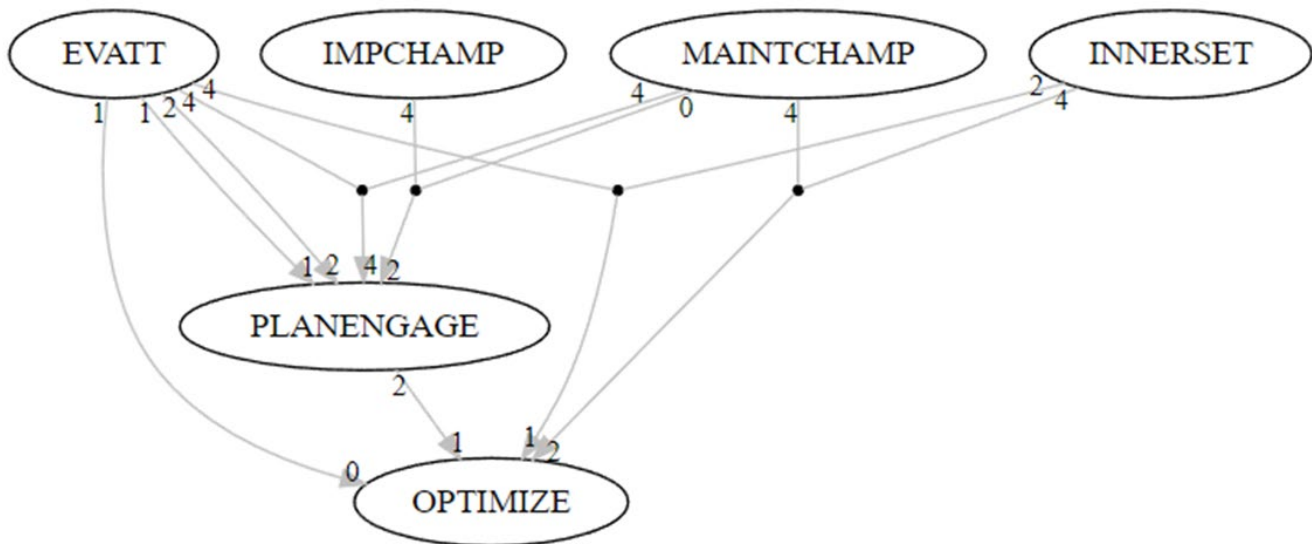 EVATT IMPCHAMP MAINTCHAMP INNERSET
1 1 2 4 4 4 4 0 4 2 4
1 2 4 2
PLANENGAGE
2
0 1 1 2
OPTIMIZE